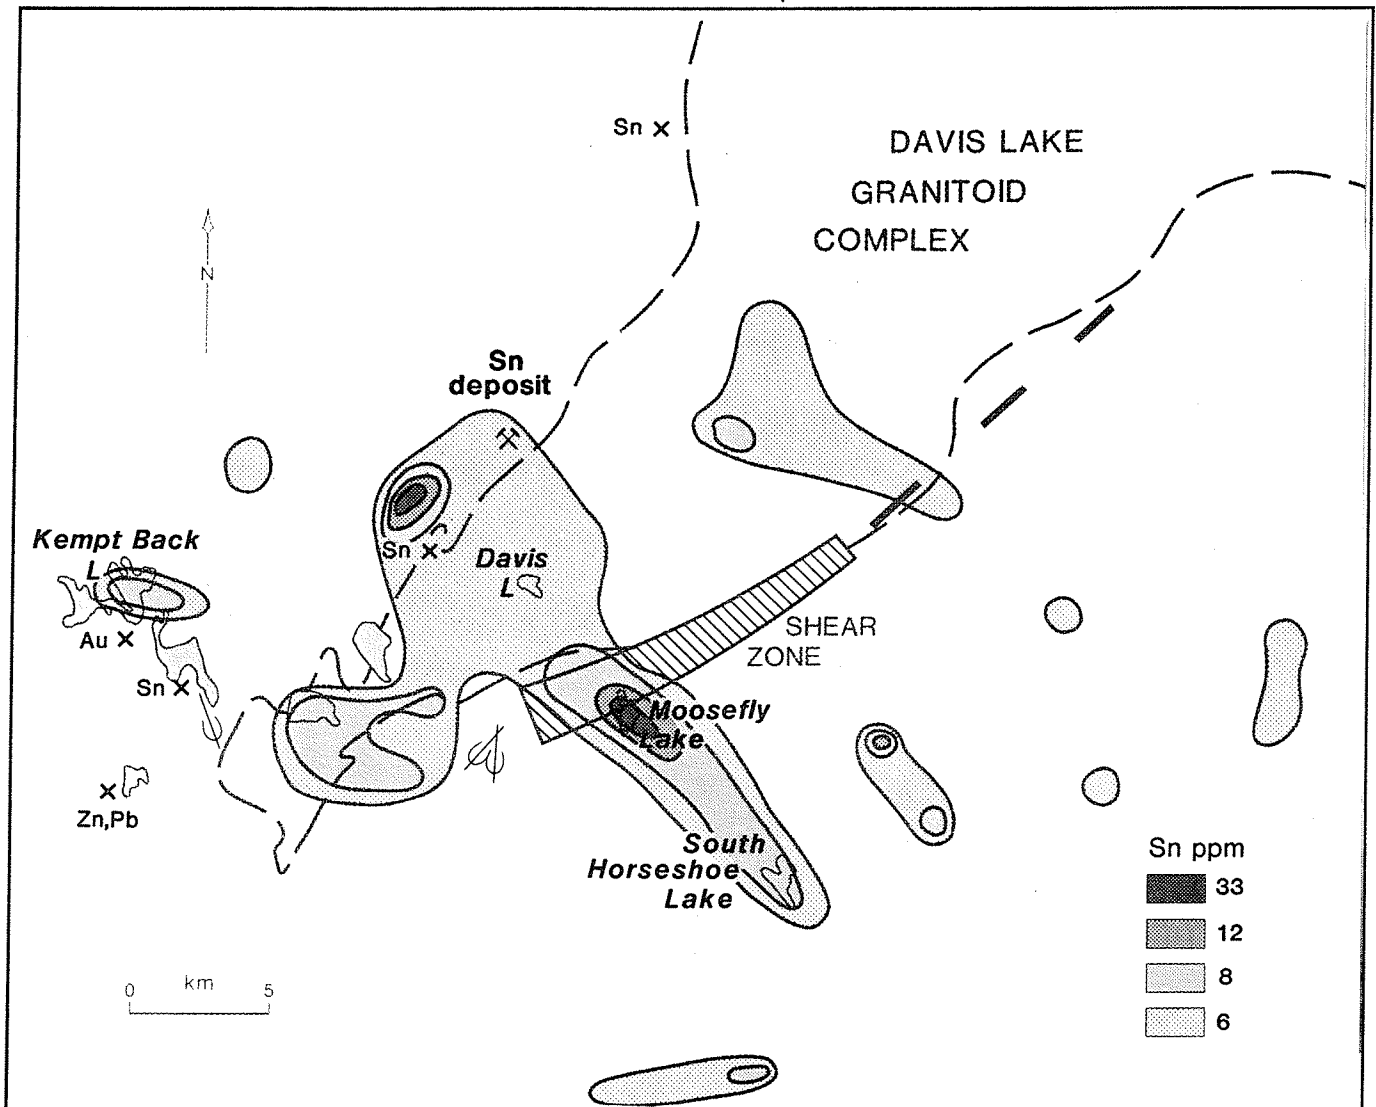 Sn
DAVIS LAKE
GRANITOID
COMPLEX
N
Sn
deposit
Kempt Back
L
Sn
Davis
L
Au
SHEAR
ZONE
Sn
Moosefly
Lake
Zn,Pb
South
Horseshoe
Lake
Sn ppm
33
12
8
6
km
0 5